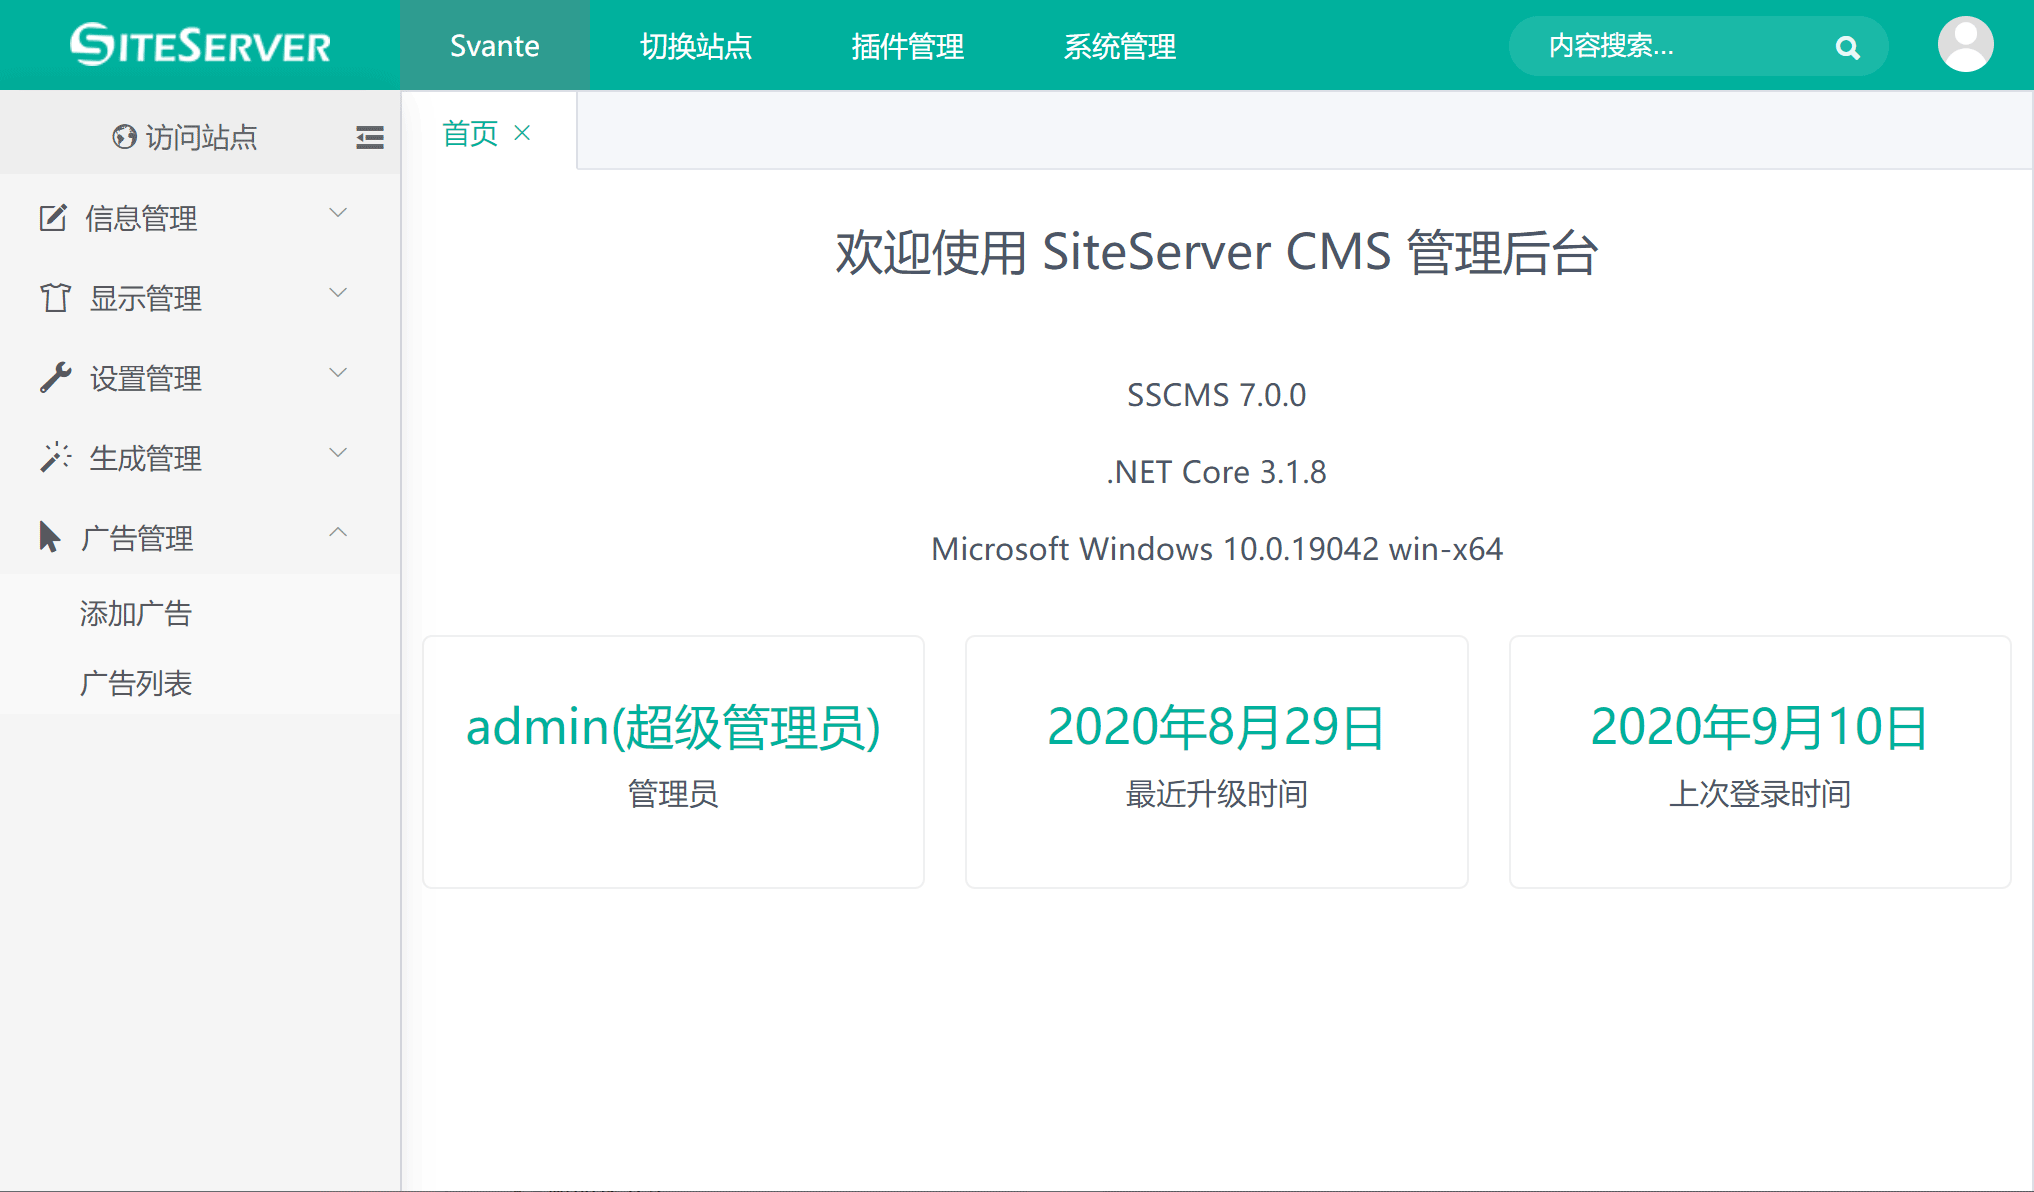 SITESERVER
Svante
切换站点
插件管理
系统管理
内容搜索...
访问站点
首页
信息管理
显示管理
设置管理
生成管理
广告管理
添加广告
广告列表
欢迎使用 SiteServer CMS 管理后台
SSCMS 7.0.0
.NET Core 3.1.8
Microsoft Windows 10.0.19042 win-x64
admin(超级管理员)
管理员
2020年8月29日
最近升级时间
2020年9月10日
上次登录时间